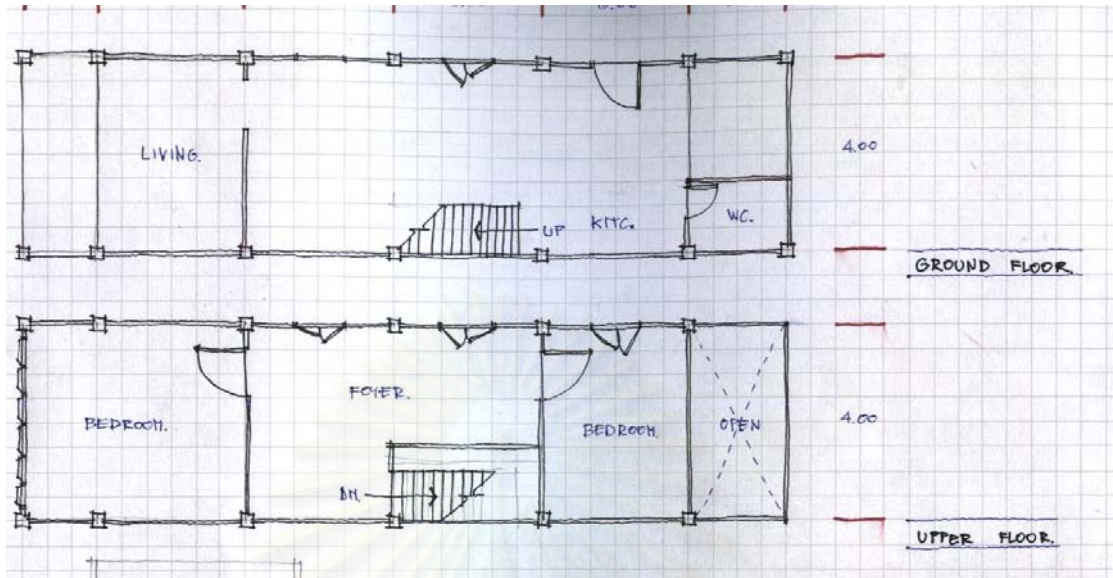 LIVING.
4.00
UP
KITC.
WC.
GROUND FLOOR.
FOYER.
BEDROOM.
BEDROOM.
OPEN
4.00
DN.
UPPER FLOOR.